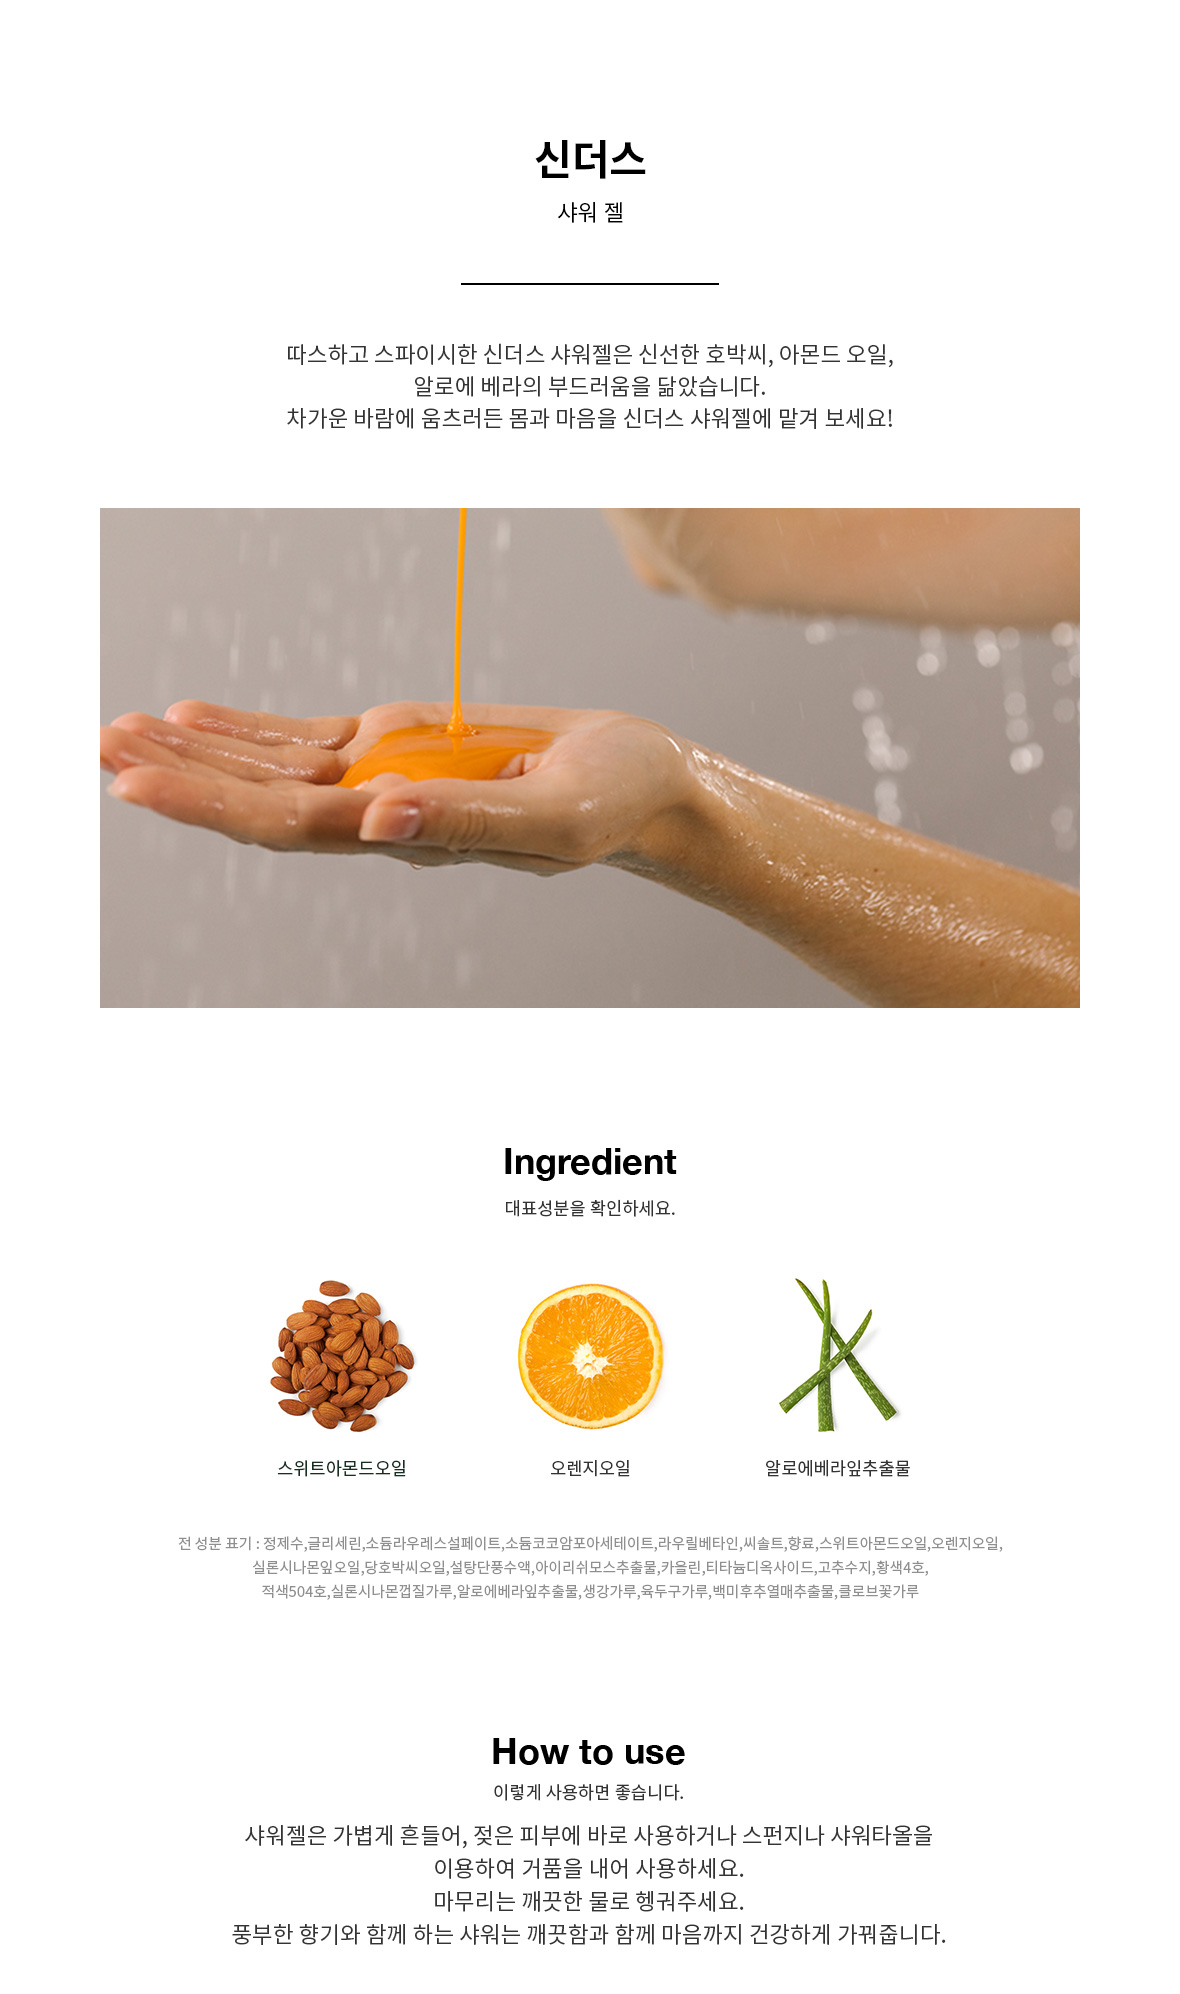 신더스
샤워 젤
따스하고 스파이시한 신더스 샤워젤은 신선한 호박씨, 아몬드 오일,
알로에 베라의 부드러움을 닮았습니다.
차가운 바람에 움츠러든 몸과 마음을 신더스 샤워젤에 맡겨 보세요!
Ingredient
대표성분을 확인하세요.
스위트아몬드오일
오렌지오일
알로에베라잎추출물
전 성분 표기 : 정제수,글리세린,소듐라우레스설페이트,소듐코코암포아세테이트,라우릴베타인,씨솔트,향료,스위트아몬드오일,오렌지오일,
실론시나몬잎오일,당호박씨오일,설탕단풍수액,아이리쉬모스추출물,카올린,티타늄디옥사이드,고추수지,황색4호,
적색504호,실론시나몬껍질가루,알로에베라잎추출물,생강가루,육두구가루,백미후추열매추출물,클로브꽃가루
How to use
이렇게 사용하면 좋습니다.
샤워젤은 가볍게 흔들어, 젖은 피부에 바로 사용하거나 스펀지나 샤워타올을
이용하여 거품을 내어 사용하세요.
마무리는 깨끗한 물로 헹궈주세요.
풍부한 향기와 함께 하는 샤워는 깨끗함과 함께 마음까지 건강하게 가꿔줍니다.